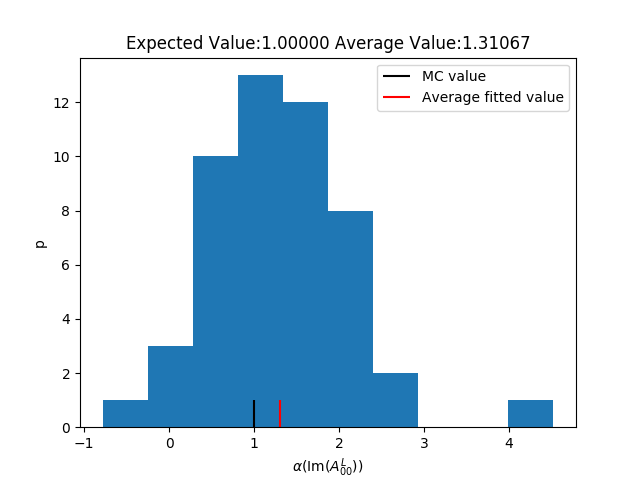 Expected Value:1.00000 Average Value:1.31067
MC value
Average fitted value
12
10
8
6
4
2
0
p
−1 0 1 2 3 4
α(Im(A^L_00))